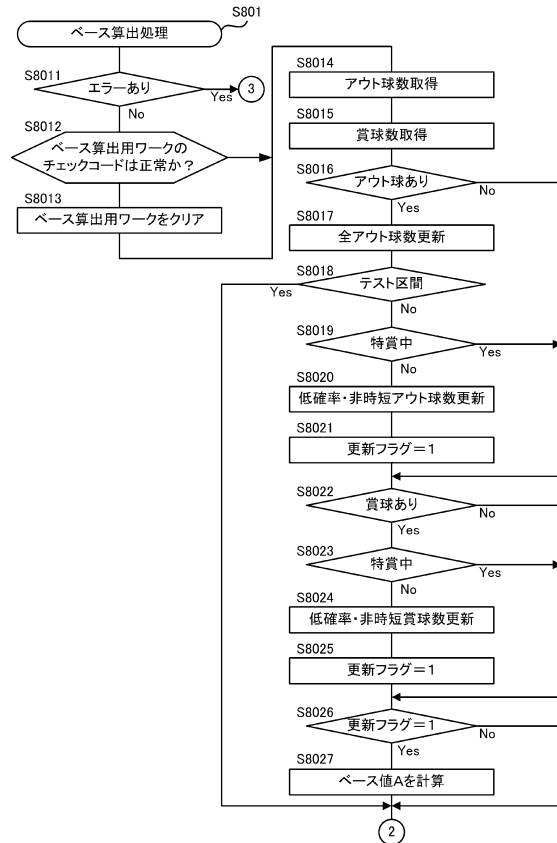 S801
ベース算出処理
S8011
エラーあり
Yes
3
No
S8012
ベース算出用ワークの
チェックコードは正常か?
S8013
ベース算出用ワークをクリア
S8014
アウト球数取得
S8015
賞球数取得
S8016
アウト球あり
No
Yes
S8017
全アウト球数更新
S8018
テスト区間
Yes
No
S8019
特賞中
Yes
No
S8020
低確率・非時短アウト球数更新
S8021
更新フラグ=1
S8022
賞球あり
No
Yes
S8023
特賞中
Yes
No
S8024
低確率・非時短賞球数更新
S8025
更新フラグ=1
S8026
更新フラグ=1
No
Yes
S8027
ベース値Aを計算
2